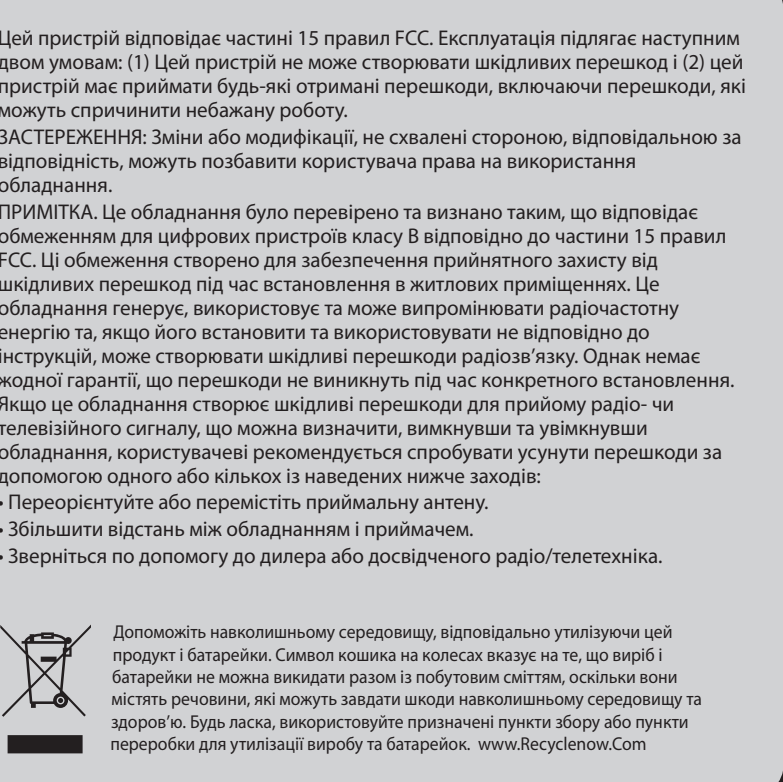 Цей пристрій відповідає частині 15 правил FCC. Експлуатація підлягає наступним
двом умовам: (1) Цей пристрій не може створювати шкідливих перешкод і (2) цей
пристрій має приймати будь-які отримані перешкоди, включаючи перешкоди, які
можуть спричинити небажану роботу.
ЗАСТЕРЕЖЕННЯ: Зміни або модифікації, не схвалені стороною, відповідальною за
відповідність, можуть позбавити користувача права на використання
обладнання.
ПРИМІТКА. Це обладнання було перевірено та визнано таким, що відповідає
обмеженням для цифрових пристроїв класу B відповідно до частини 15 правил
FCC. Ці обмеження створено для забезпечення прийнятного захисту від
шкідливих перешкод під час встановлення в житлових приміщеннях. Це
обладнання генерує, використовує та може випромінювати радіочастотну
енергію та, якщо його встановити та використовувати не відповідно до
інструкцій, може створювати шкідливі перешкоди радіозв’язку. Однак немає
жодної гарантії, що перешкоди не виникнуть під час конкретного встановлення.
Якщо це обладнання створює шкідливі перешкоди для прийому радіо- чи
телевізійного сигналу, що можна визначити, вимкнувши та увімкнувши
обладнання, користувачеві рекомендується спробувати усунути перешкоди за
допомогою одного або кількох із наведених нижче заходів:
• Переорієнтуйте або перемістіть приймальну антену.
• Збільшити відстань між обладнанням і приймачем.
• Зверніться по допомогу до дилера або досвідченого радіо/телетехніка.
Допоможіть навколишньому середовищу, відповідально утилізуючи цей
продукт і батарейки. Символ кошика на колесах вказує на те, що виріб і
батарейки не можна викидати разом із побутовим сміттям, оскільки вони
містять речовини, які можуть завдати шкоди навколишньому середовищу та
здоров’ю. Будь ласка, використовуйте призначені пункти збору або пункти
переробки для утилізації виробу та батарейок. www.Recyclenow.Com